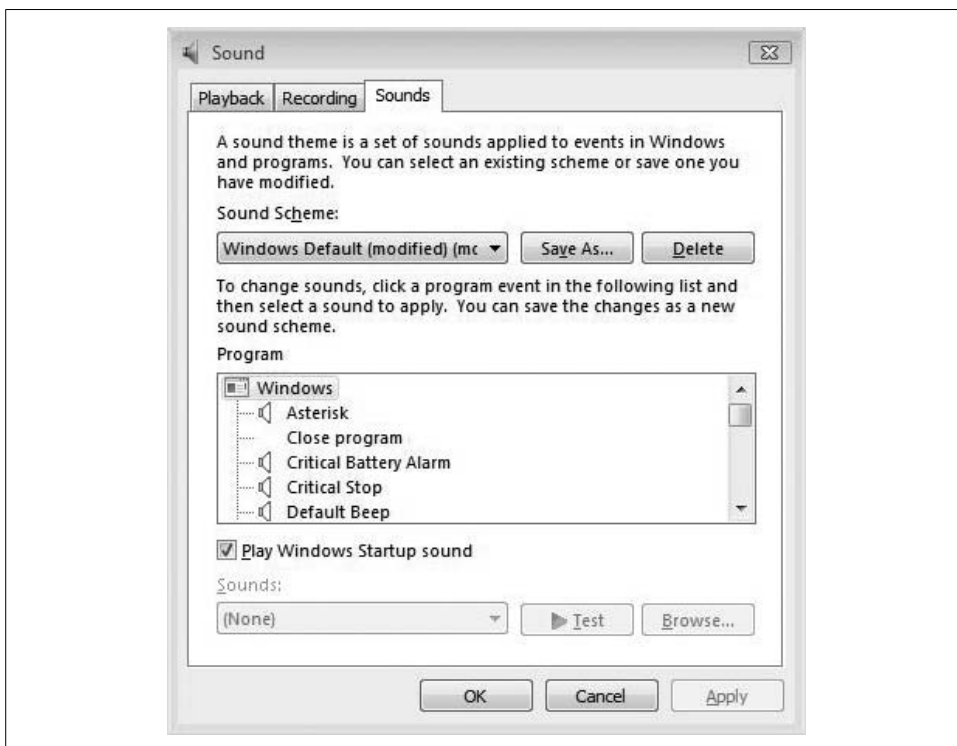 Sound
Playback Recording Sounds
A sound theme is a set of sounds applied to events in Windows
and programs. You can select an existing scheme or save one you
have modified.
Sound Scheme:
Windows Default (modified) (mc Save As... Delete
To change sounds, click a program event in the following list and
then select a sound to apply. You can save the changes as a new
sound scheme.
Program
Windows
Asterisk
Close program
Critical Battery Alarm
Critical Stop
Default Beep
Play Windows Startup sound
Sounds:
(None) Test Browse...
OK Cancel Apply